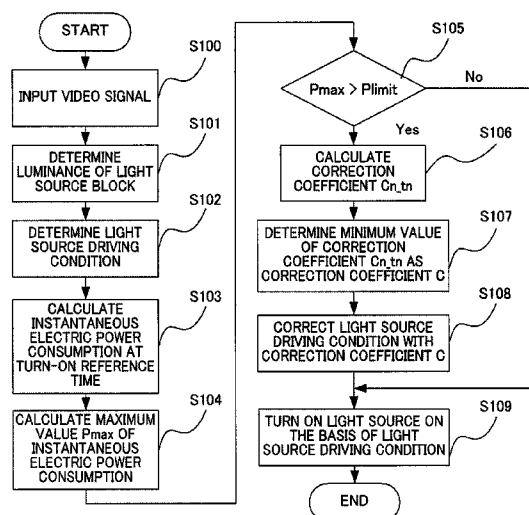 START
S100
INPUT VIDEO SIGNAL
S101
DETERMINE
LUMINANCE OF LIGHT
SOURCE BLOCK
S102
DETERMINE LIGHT
SOURCE DRIVING
CONDITION
S103
CALCULATE
INSTANTANEOUS
ELECTRIC POWER
CONSUMPTION AT
TURN-ON REFERENCE
TIME
S104
CALCULATE MAXIMUM
VALUE Pmax OF
INSTANTANEOUS
ELECTRIC POWER
CONSUMPTION
S105
Pmax > Plimit
No
Yes
S106
CALCULATE
CORRECTION
COEFFICIENT Cn_tn
S107
DETERMINE MINIMUM VALUE
OF CORRECTION
COEFFICIENT Cn_tn AS
CORRECTION COEFFICIENT C
S108
CORRECT LIGHT SOURCE
DRIVING CONDITION WITH
CORRECTION COEFFICIENT C
S109
TURN ON LIGHT SOURCE ON
THE BASIS OF LIGHT
SOURCE DRIVING CONDITION
END